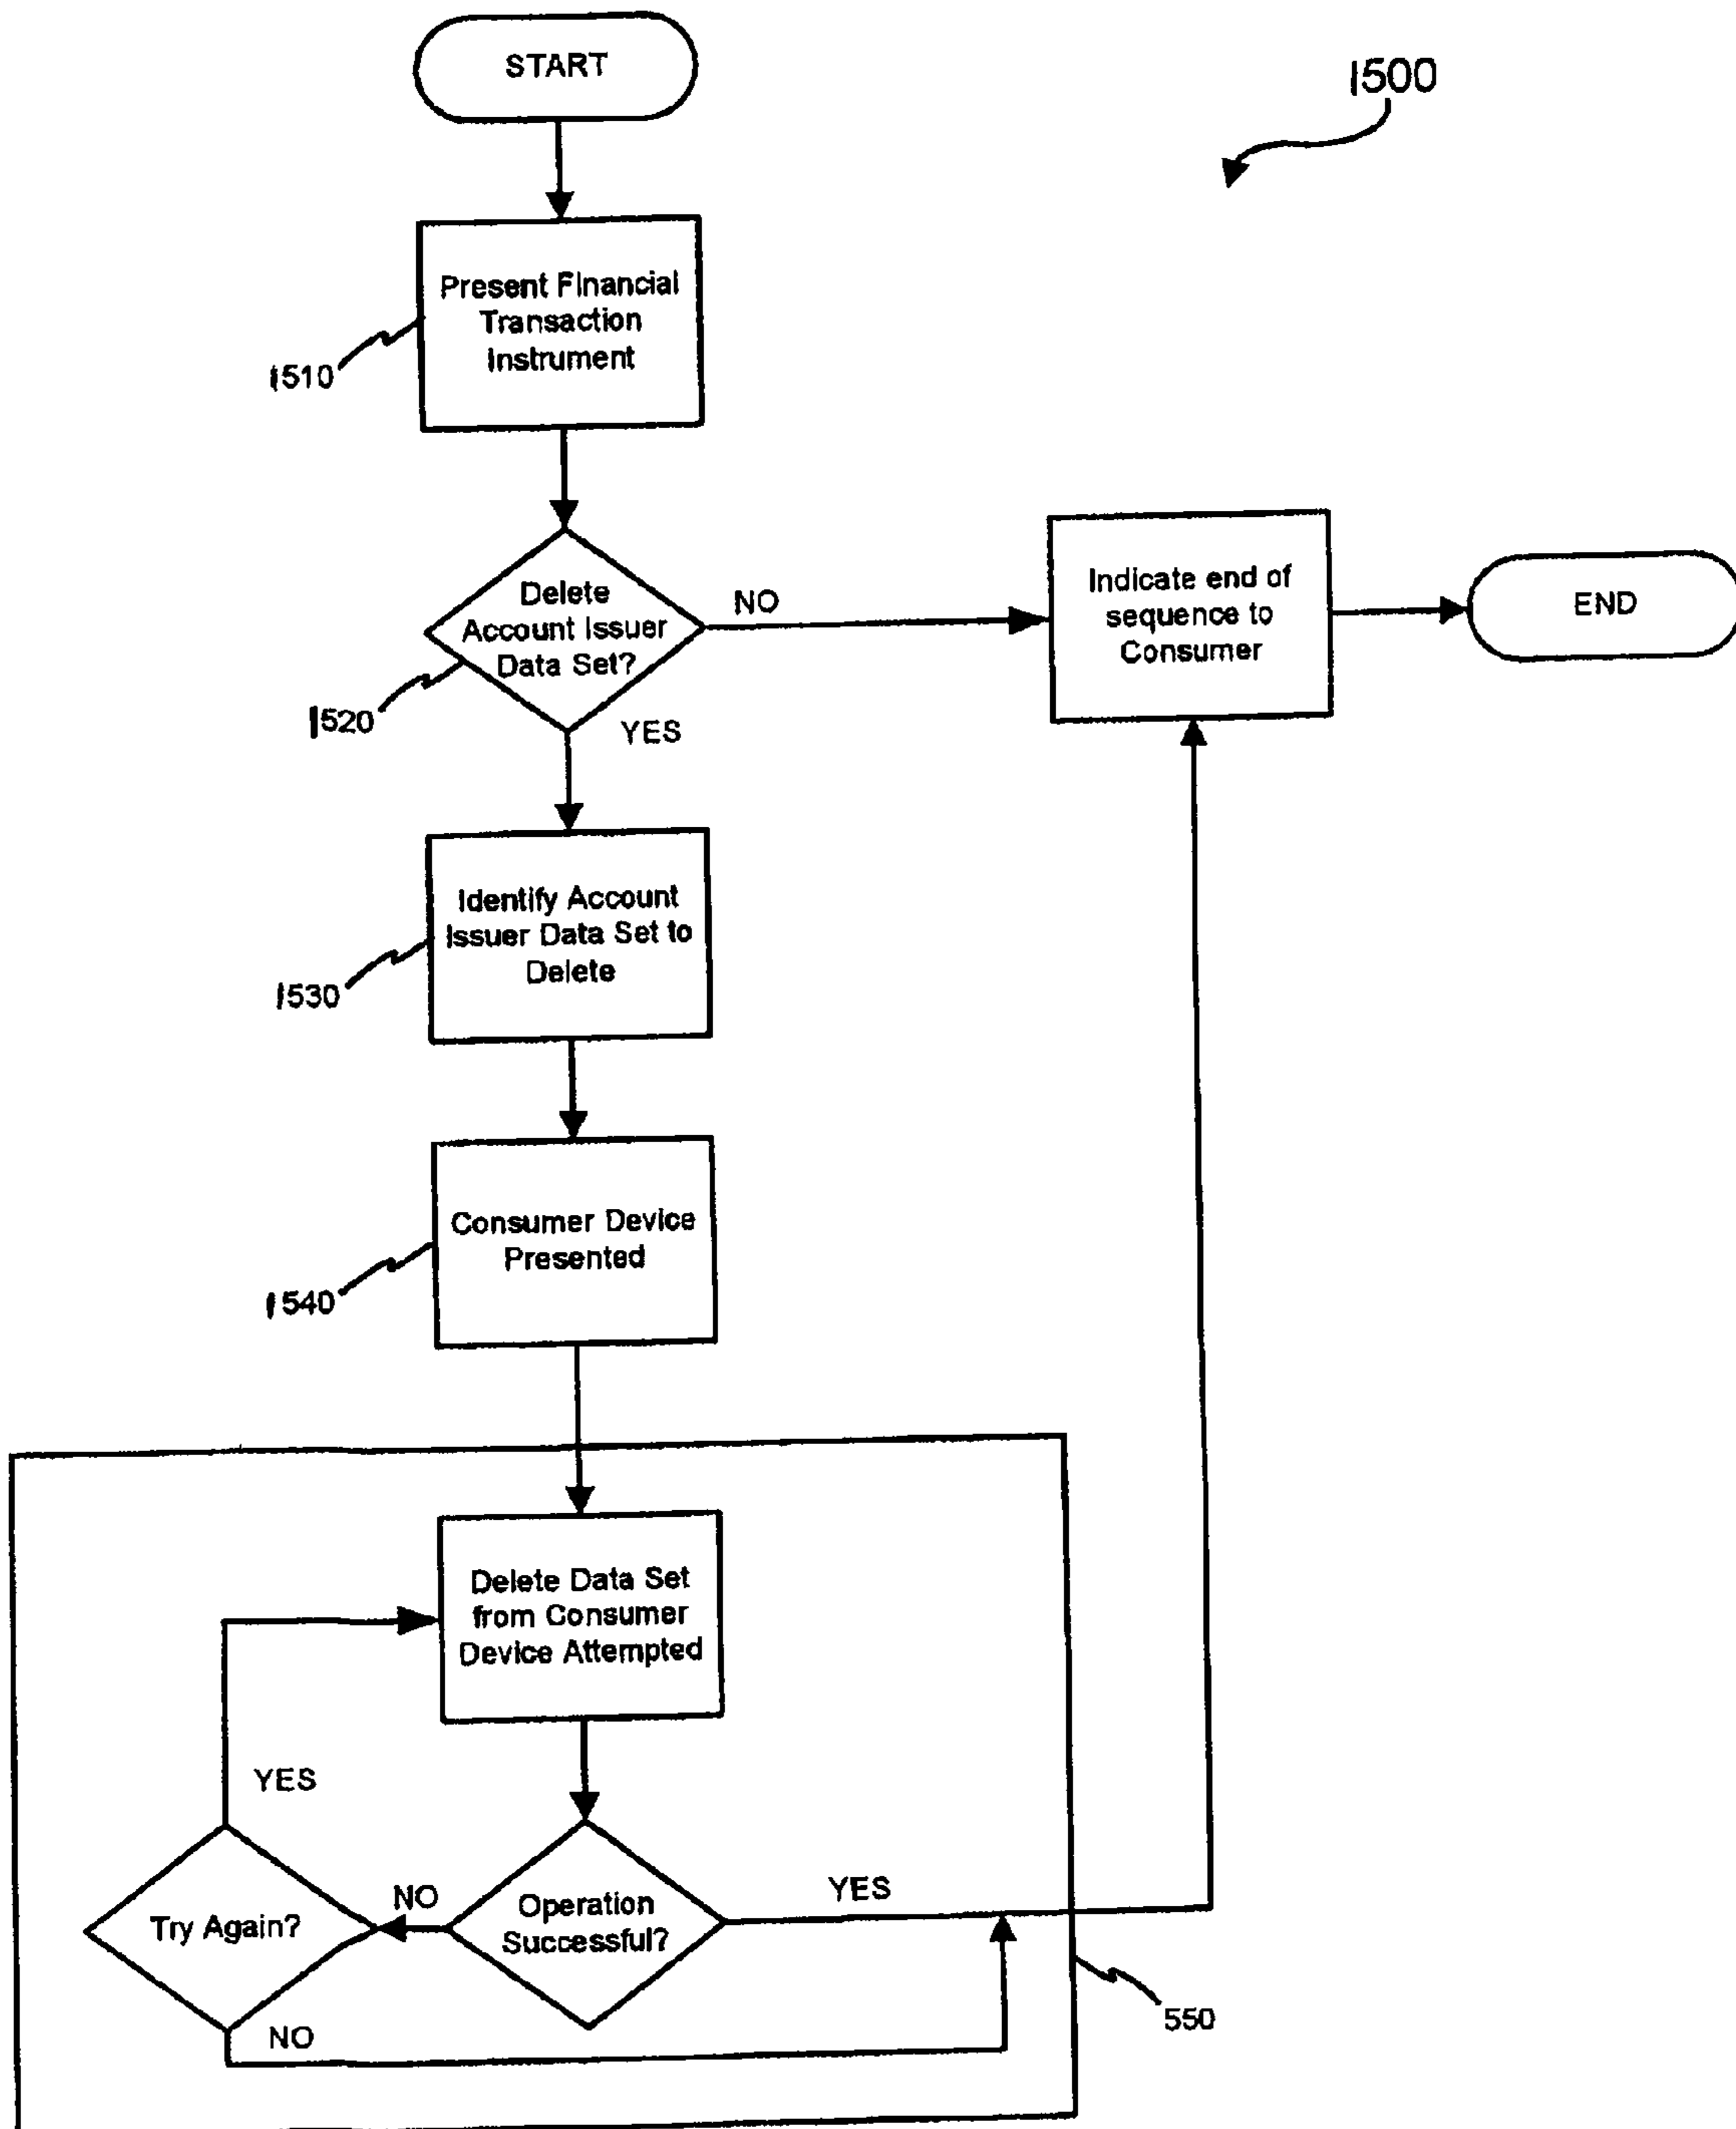 START
1500
Present Financial
Transaction
Instrument
1510
Delete
Account Issuer
Data Set?
NO
Indicate end of
sequence to
Consumer
END
1520
YES
Identify Account
Issuer Data Set to
Delete
1530
Consumer Device
Presented
1540
Delete Data Set
from Consumer
Device Attempted
YES
Try Again?
NO
Operation
Successful?
YES
NO
550